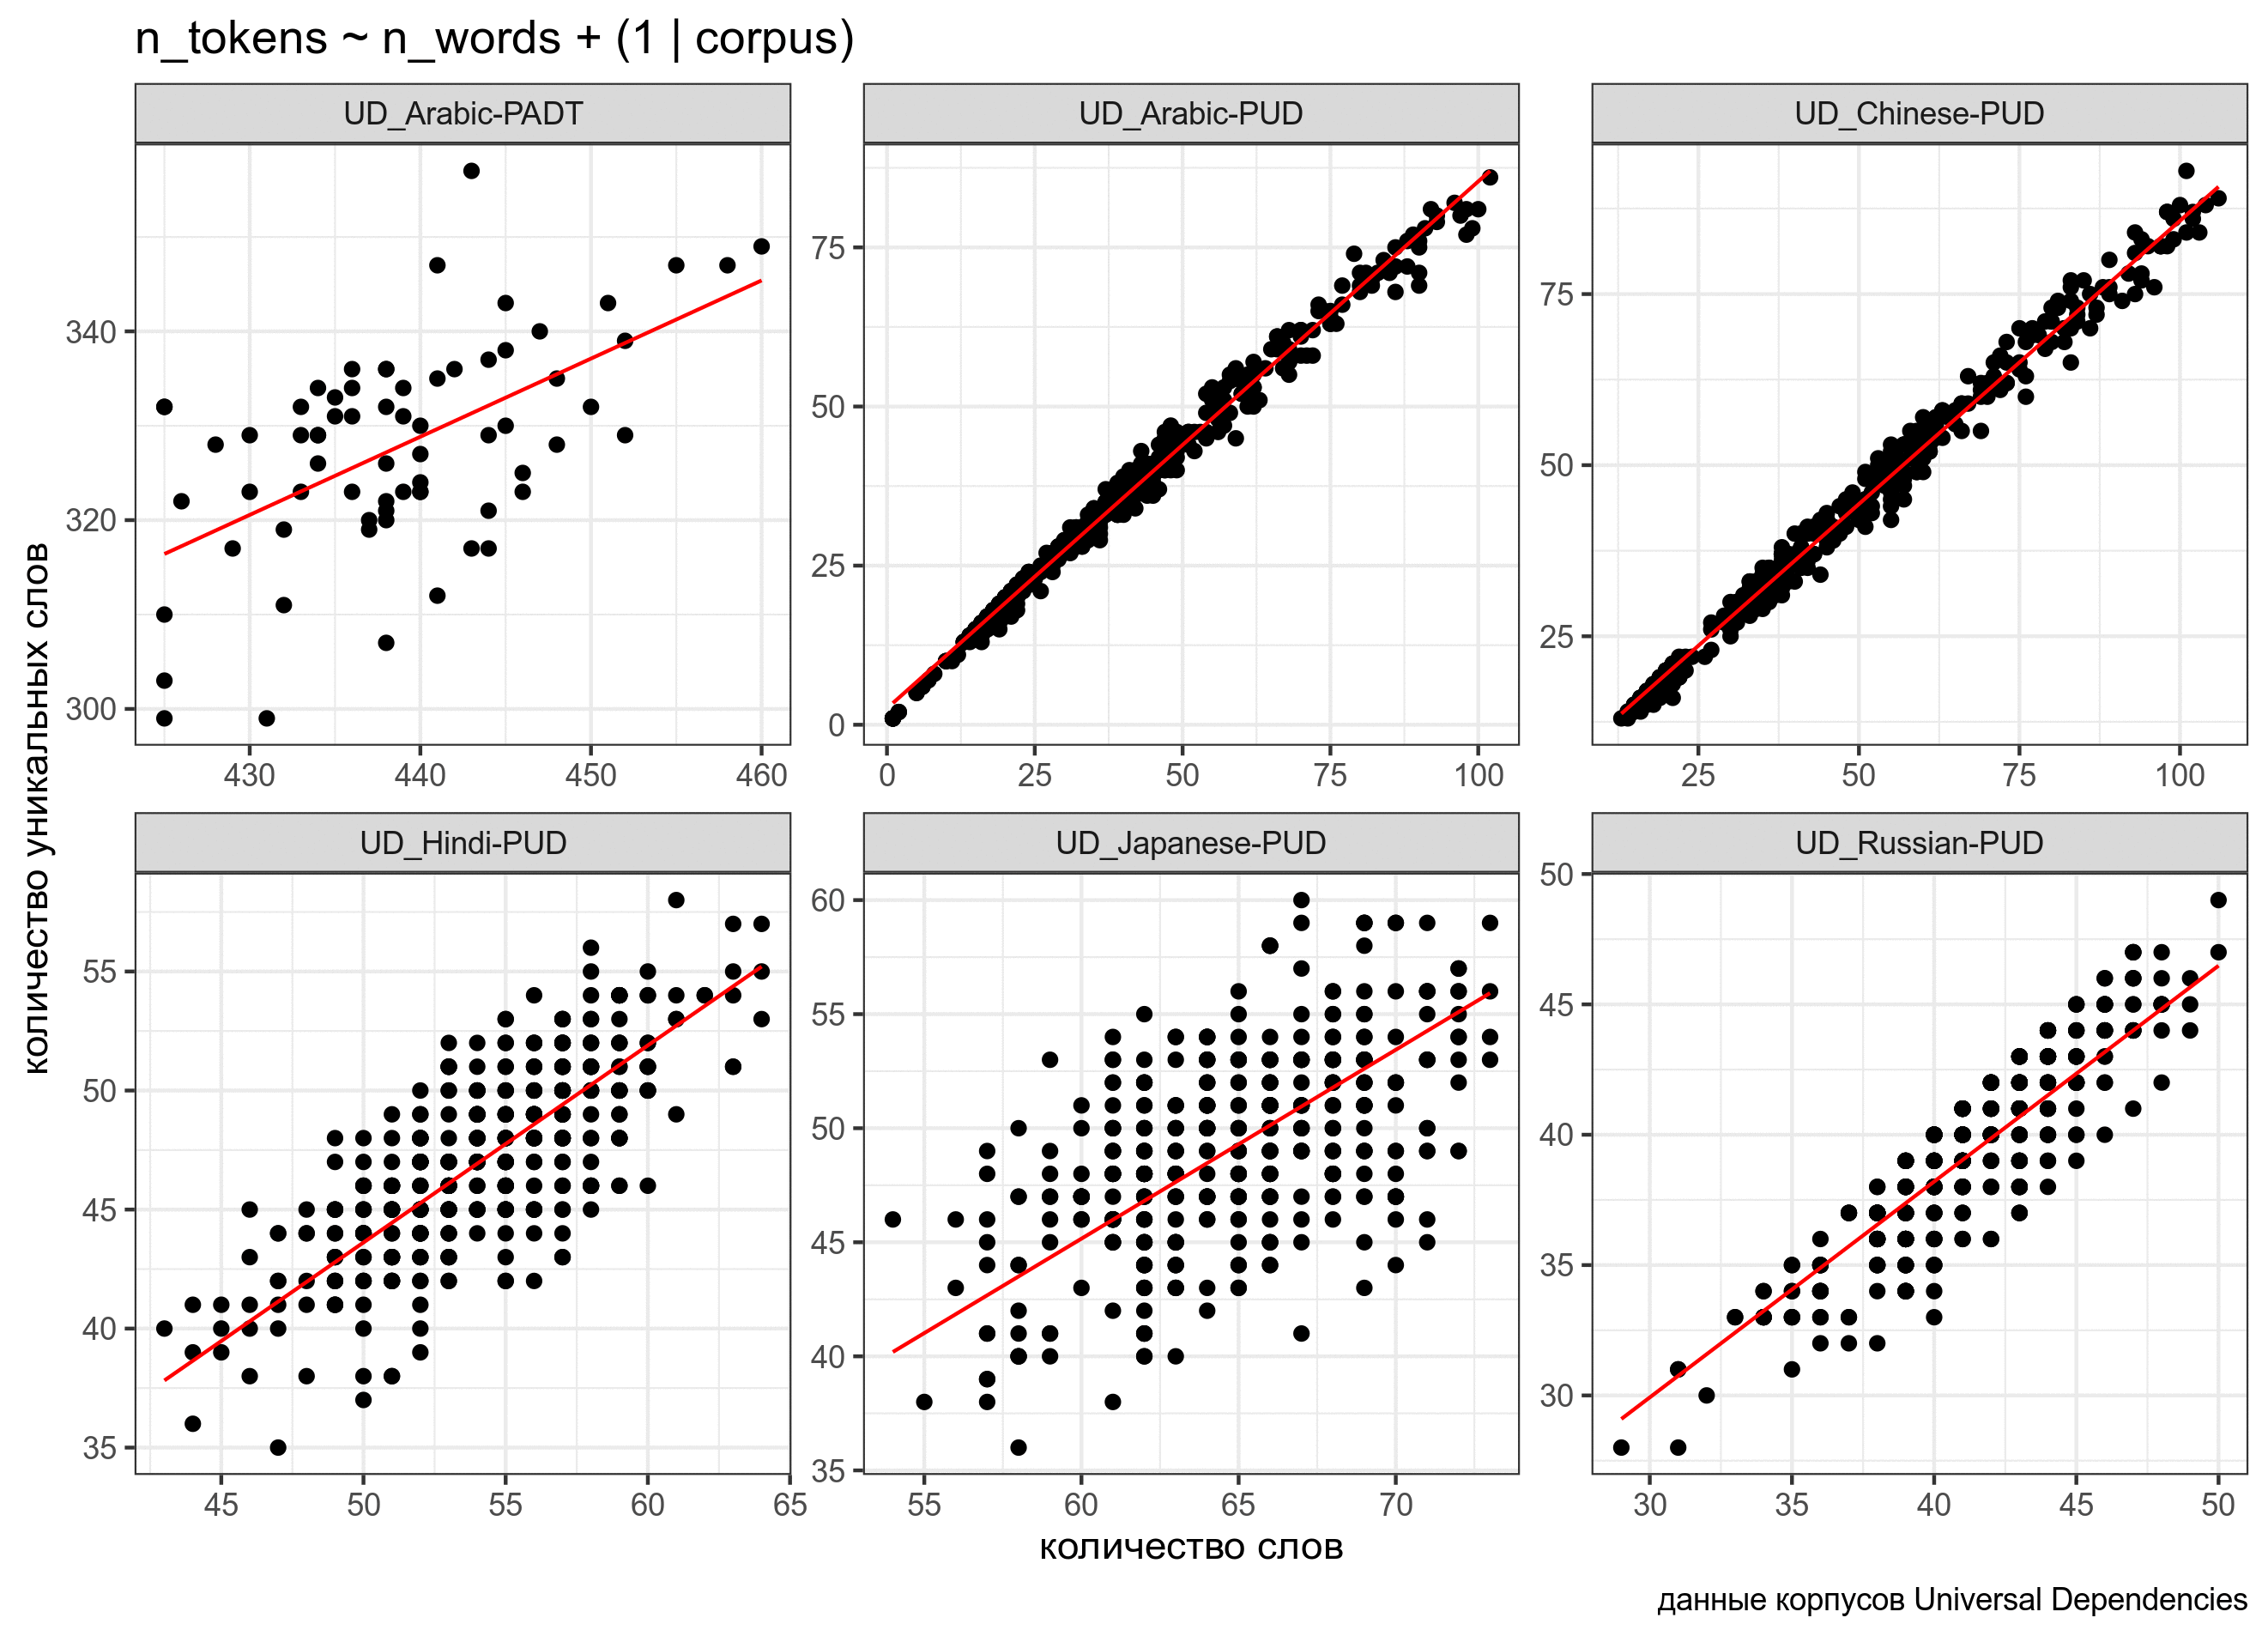 n_tokens ~ n_words + (1 | corpus)
UD_Arabic-PADT
UD_Arabic-PUD
UD_Chinese-PUD
340
320
300
430 440 450 460
75
50
25
0
0 25 50 75 100
75
50
25
25 50 75 100
количество уникальных слов
UD_Hindi-PUD
UD_Japanese-PUD
UD_Russian-PUD
55
50
45
40
35
45 50 55 60 65
60
55
50
45
40
35
55 60 65 70
50
45
40
35
30
30 35 40 45 50
количество слов
данные корпусов Universal Dependencies